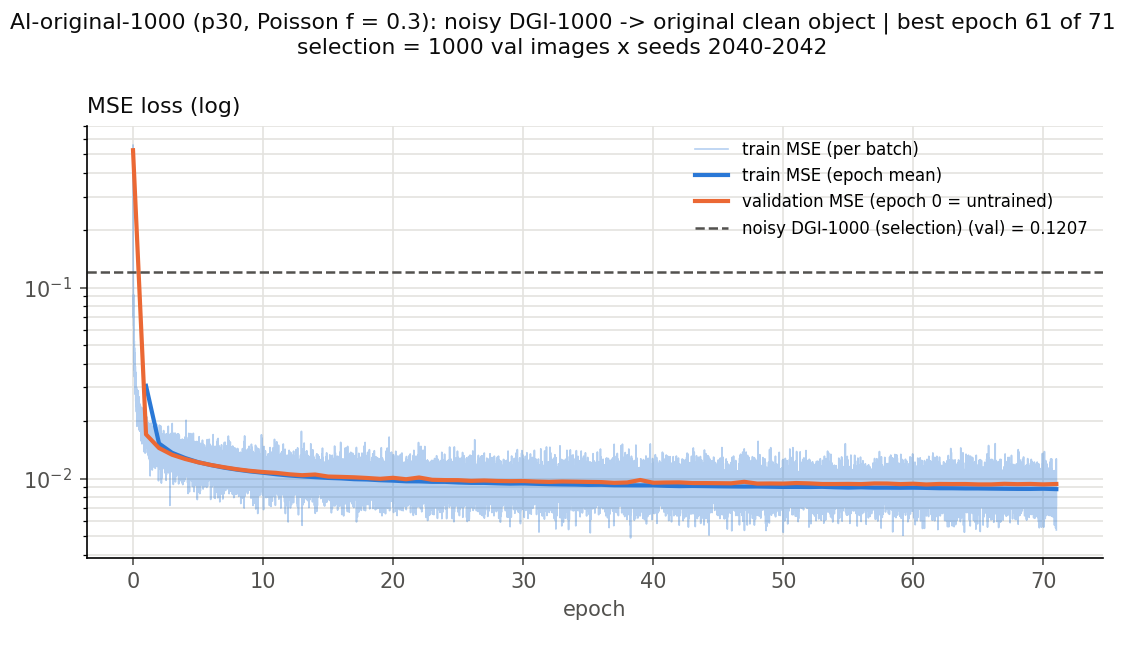 AI-original-1000 (p30, Poisson f = 0.3): noisy DGI-1000 -> original clean object | best epoch 61 of 71
selection = 1000 val images x seeds 2040-2042
MSE loss (log)
train MSE (per batch)
train MSE (epoch mean)
validation MSE (epoch 0 = untrained)
noisy DGI-1000 (selection) (val) = 0.1207
10⁻¹
10⁻²
0 10 20 30 40 50 60 70
epoch